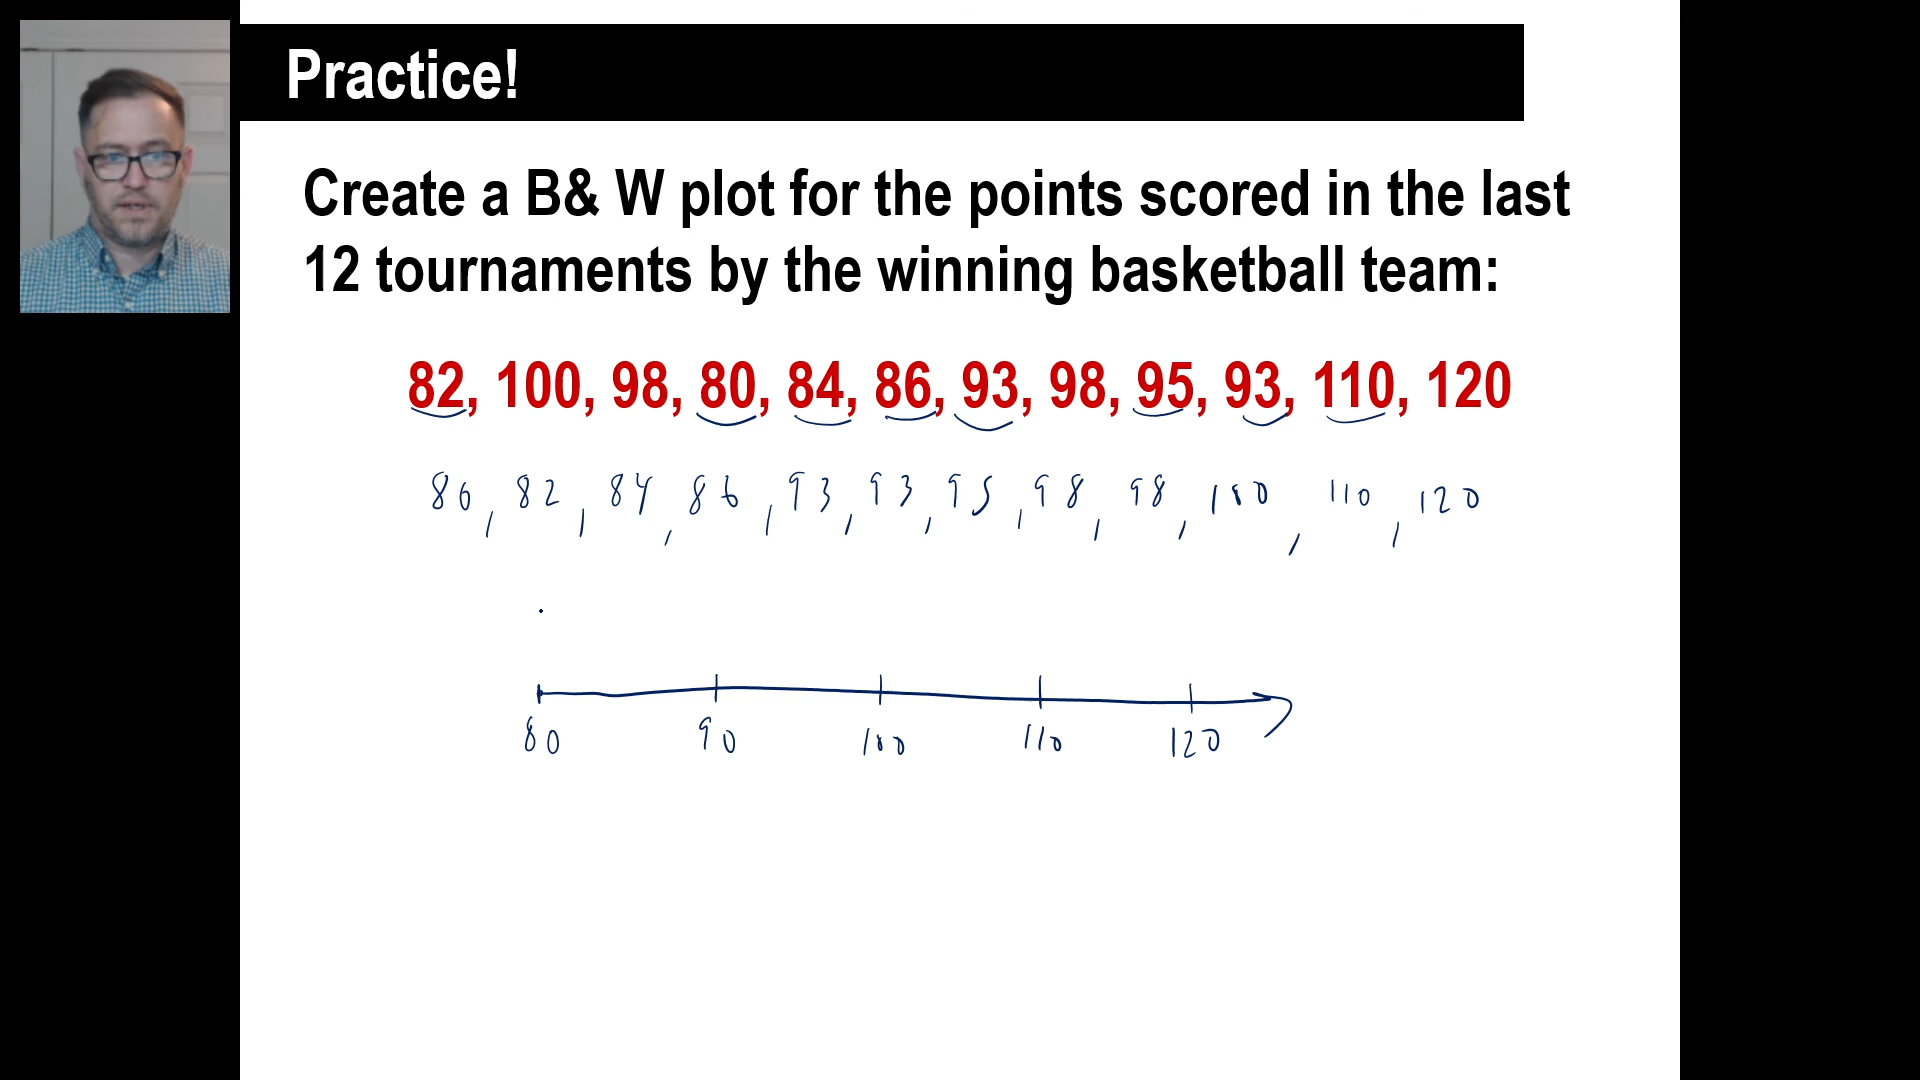 Practice!
Create a B& W plot for the points scored in the last
12 tournaments by the winning basketball team:
82, 100, 98, 80, 84, 86, 93, 98, 95, 93, 110, 120
80, 82, 84, 86, 93, 93, 95, 98, 98, 100, 110, 120
80 90 100 110 120